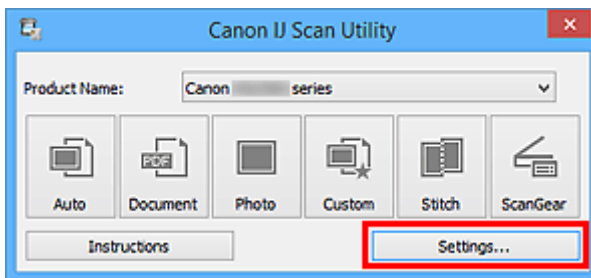 Canon IJ Scan Utility
Product Name: Canon series
PDF
Auto Document Photo Custom Stitch ScanGear
Instructions Settings...